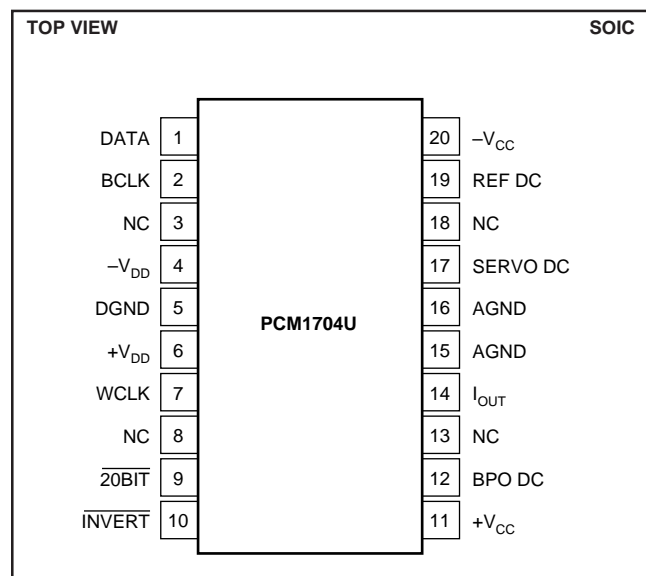 TOP VIEW SOIC
DATA 1 20 –VCC
BCLK 2 19 REF DC
NC 3 18 NC
–VDD 4 17 SERVO DC
DGND 5 16 AGND
PCM1704U
+VDD 6 15 AGND
WCLK 7 14 IOUT
NC 8 13 NC
20BIT 9 12 BPO DC
INVERT 10 11 +VCC